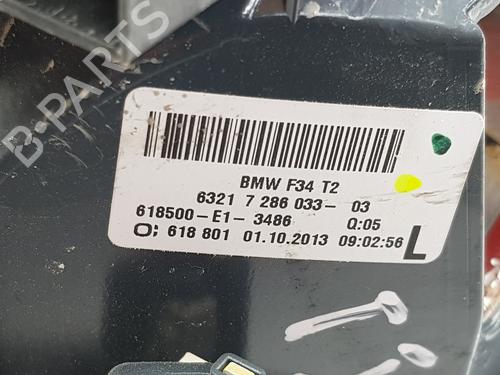 B-PARTS
BMW F34 T2
6321 7 286 033- 03
618500-E1-3486 Q:05
O; 618 801 01.10.2013 09:02:56 L